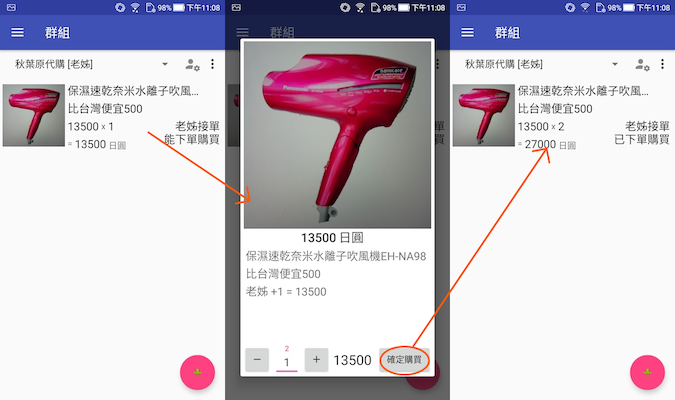 98% 下午11:08
群組
秋葉原代購 [老姊]
保濕速乾奈米水離子吹風…
比台灣便宜500
13500 x 1
= 13500 日圓
老姊接單
能下單購買
98% 下午11:08
群組
13500 日圓
保濕速乾奈米水離子吹風機EH-NA98
比台灣便宜500
老姊 +1 = 13500
2
− 1 + 13500 確定購買
98% 下午11:08
群組
秋葉原代購 [老姊]
保濕速乾奈米水離子吹風…
比台灣便宜500
13500 x 2
= 27000 日圓
老姊接單
已下單購買